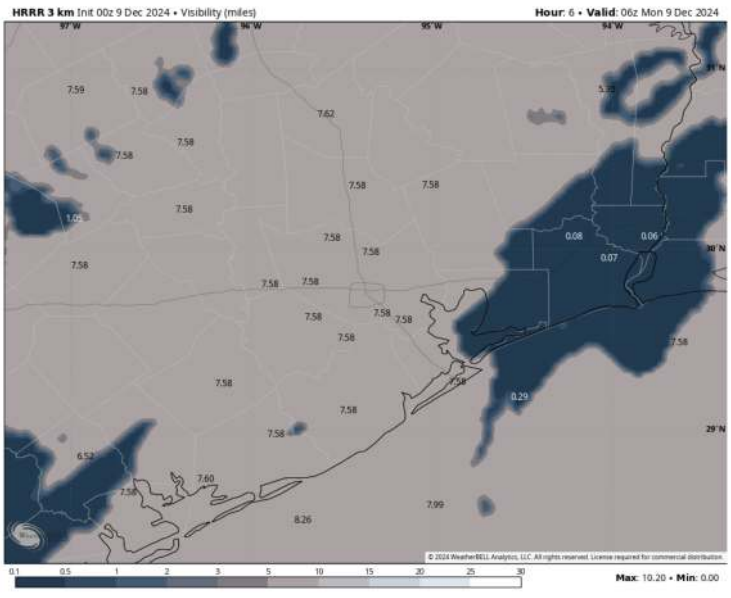 HRRR 3 km Init 00z 9 Dec 2024 • Visibility (miles)
Hour: 6 • Valid: 06z Mon 9 Dec 2024
97°W 96°W 95°W 94°W
31°N
7.59 7.58
7.62
7.58
7.58
7.58 7.58
7.58
1.05
0.08 0.06
7.58
30°N
7.58
0.07
7.58
7.58 7.58
7.58 7.58 7.58
7.58
7.58
7.58 7.58
0.29
7.58
7.58
29°N
6.52
7.60
7.58
7.99
8.26
© 2024 WeatherBELL Analytics, LLC. All rights reserved. License required for commercial distribution.
0.1 0.5 1 2 3 5 10 15 20 25 30
Max: 10.20 • Min: 0.00